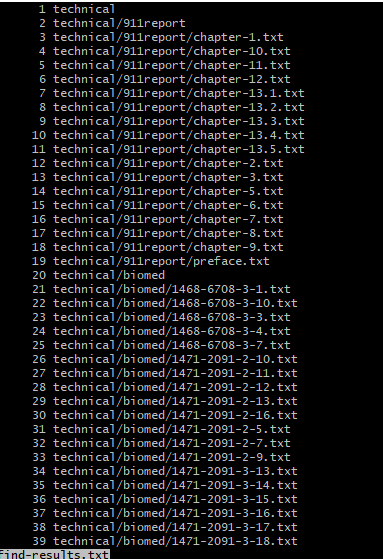 1 technical
2 technical/911report
3 technical/911report/chapter-1.txt
4 technical/911report/chapter-10.txt
5 technical/911report/chapter-11.txt
6 technical/911report/chapter-12.txt
7 technical/911report/chapter-13.1.txt
8 technical/911report/chapter-13.2.txt
9 technical/911report/chapter-13.3.txt
10 technical/911report/chapter-13.4.txt
11 technical/911report/chapter-13.5.txt
12 technical/911report/chapter-2.txt
13 technical/911report/chapter-3.txt
14 technical/911report/chapter-5.txt
15 technical/911report/chapter-6.txt
16 technical/911report/chapter-7.txt
17 technical/911report/chapter-8.txt
18 technical/911report/chapter-9.txt
19 technical/911report/preface.txt
20 technical/biomed
21 technical/biomed/1468-6708-3-1.txt
22 technical/biomed/1468-6708-3-10.txt
23 technical/biomed/1468-6708-3-3.txt
24 technical/biomed/1468-6708-3-4.txt
25 technical/biomed/1468-6708-3-7.txt
26 technical/biomed/1471-2091-2-10.txt
27 technical/biomed/1471-2091-2-11.txt
28 technical/biomed/1471-2091-2-12.txt
29 technical/biomed/1471-2091-2-13.txt
30 technical/biomed/1471-2091-2-16.txt
31 technical/biomed/1471-2091-2-5.txt
32 technical/biomed/1471-2091-2-7.txt
33 technical/biomed/1471-2091-2-9.txt
34 technical/biomed/1471-2091-3-13.txt
35 technical/biomed/1471-2091-3-14.txt
36 technical/biomed/1471-2091-3-15.txt
37 technical/biomed/1471-2091-3-16.txt
38 technical/biomed/1471-2091-3-17.txt
39 technical/biomed/1471-2091-3-18.txt
find-results.txt